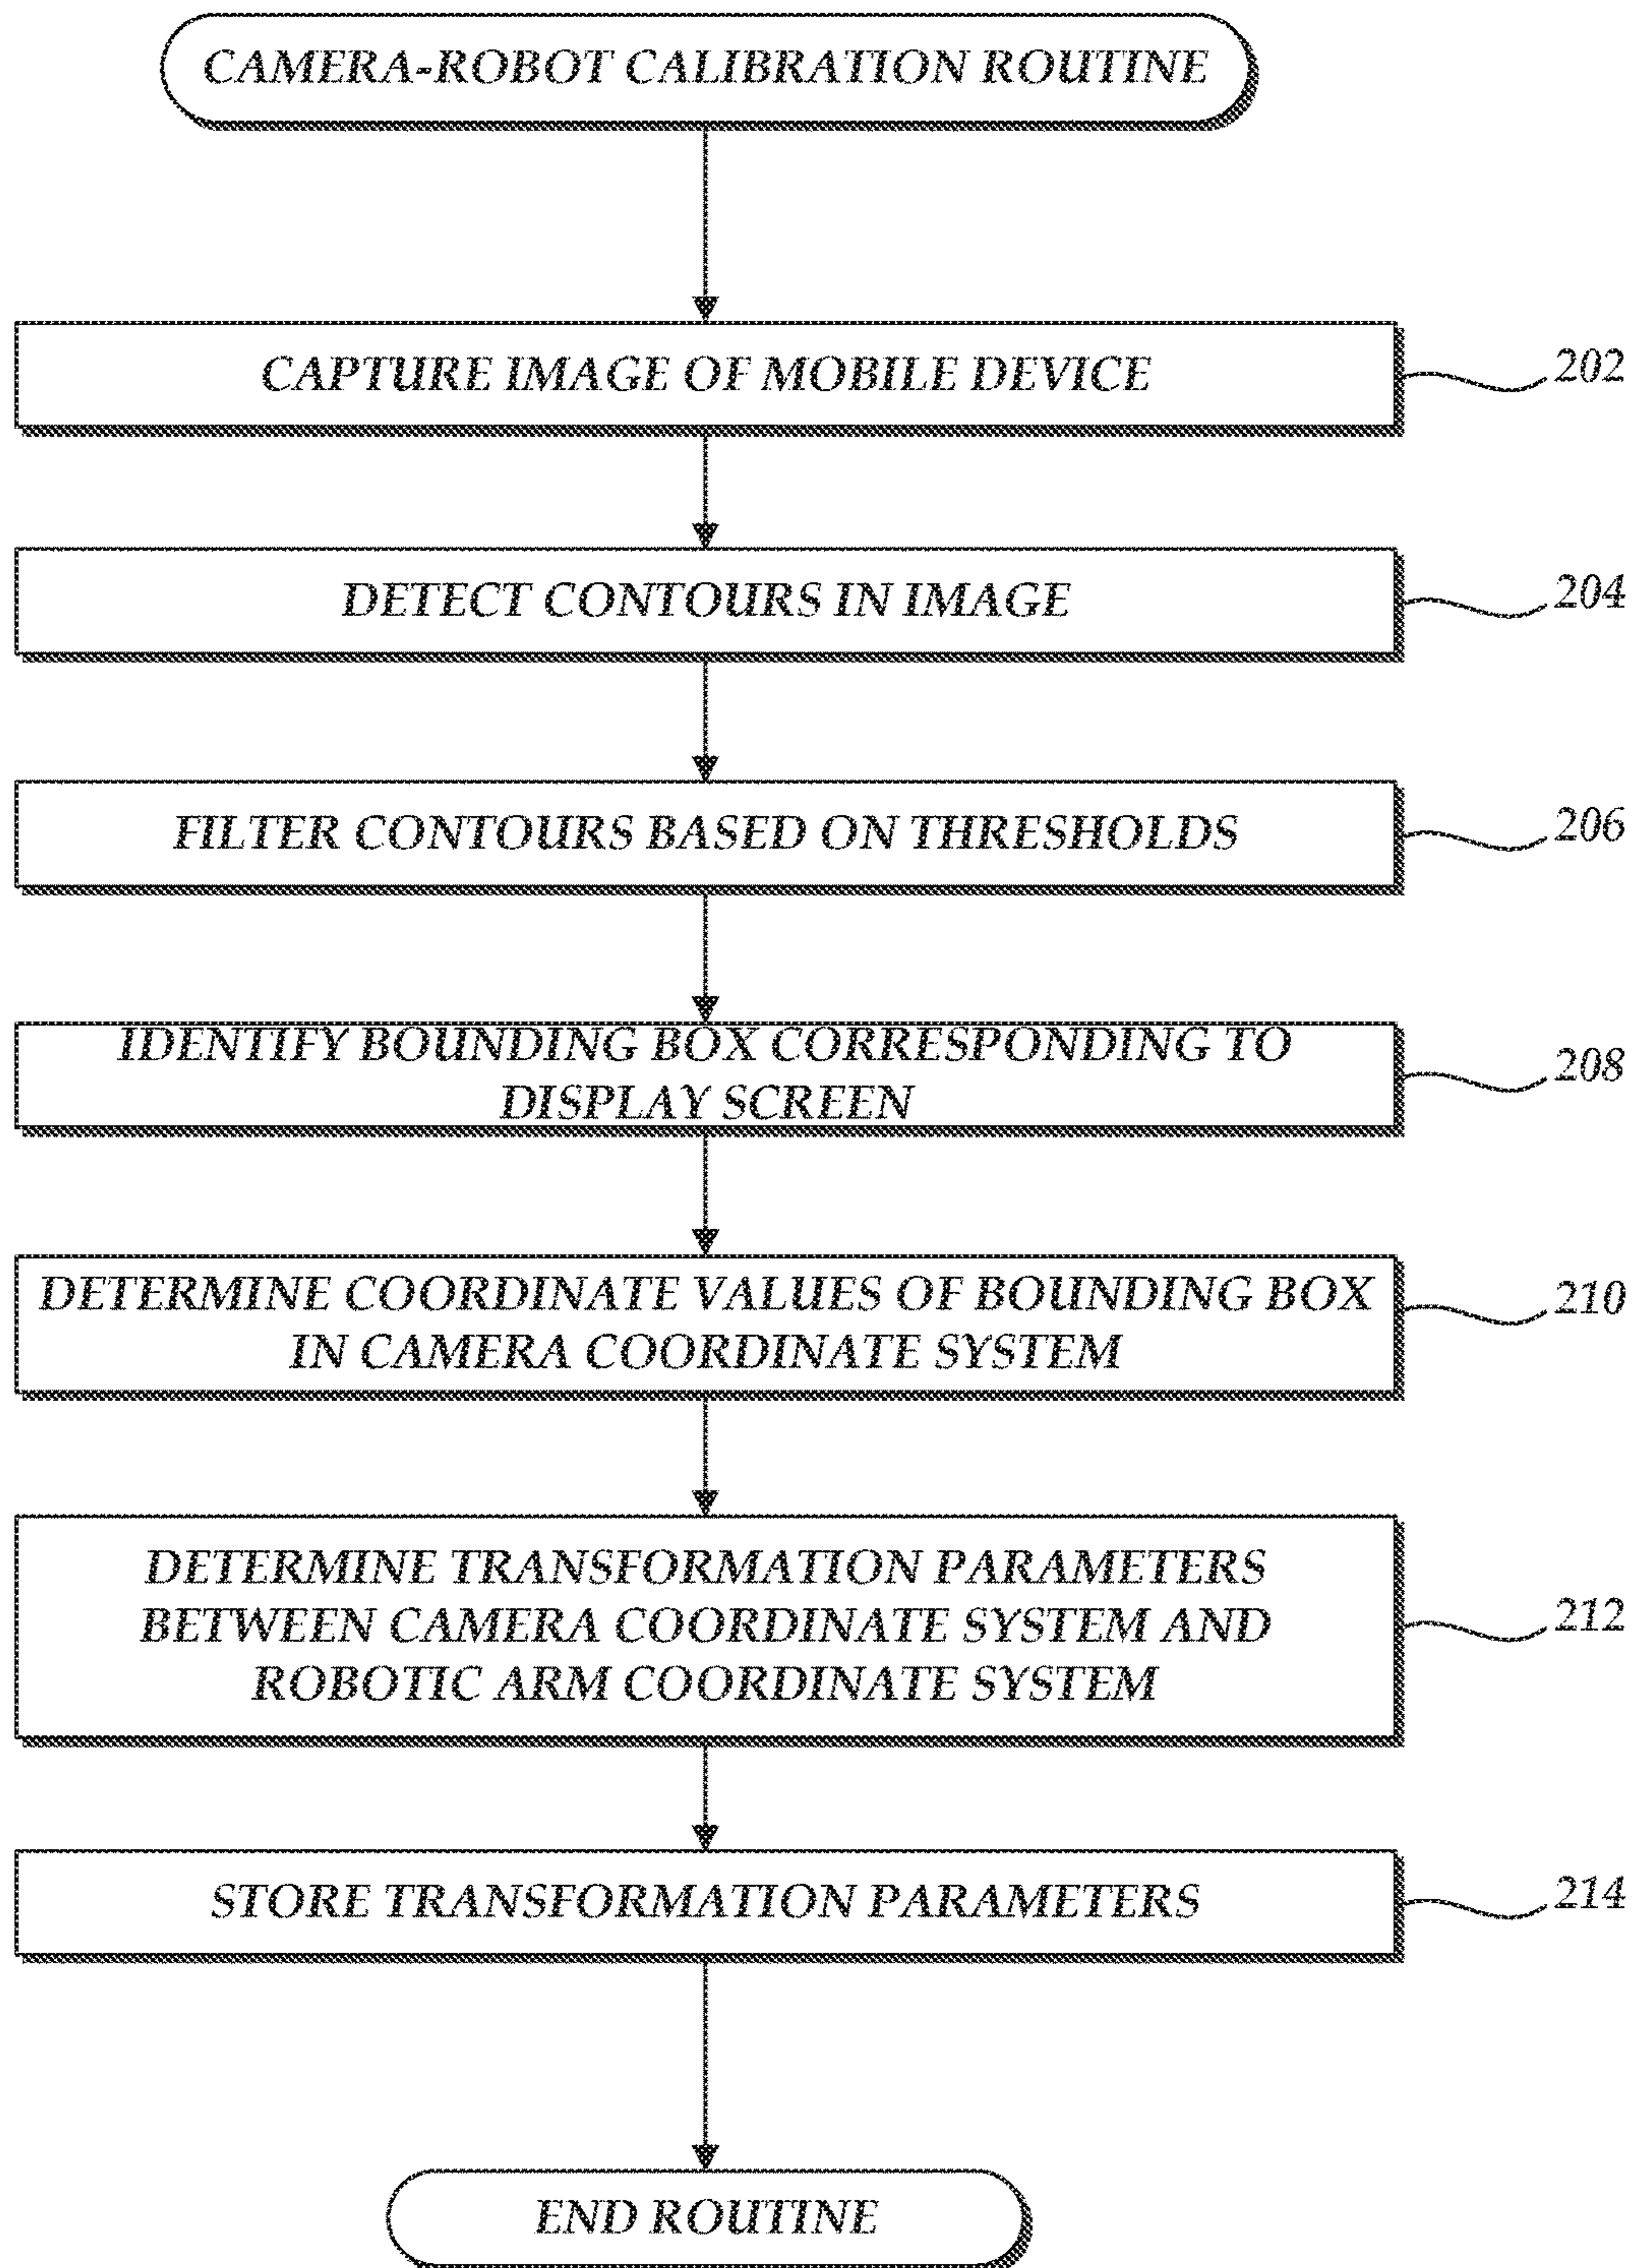 CAMERA-ROBOT CALIBRATION ROUTINE
CAPTURE IMAGE OF MOBILE DEVICE
202
DETECT CONTOURS IN IMAGE
204
FILTER CONTOURS BASED ON THRESHOLDS
206
IDENTIFY BOUNDING BOX CORRESPONDING TO
DISPLAY SCREEN
208
DETERMINE COORDINATE VALUES OF BOUNDING BOX
IN CAMERA COORDINATE SYSTEM
210
DETERMINE TRANSFORMATION PARAMETERS
BETWEEN CAMERA COORDINATE SYSTEM AND
ROBOTIC ARM COORDINATE SYSTEM
212
STORE TRANSFORMATION PARAMETERS
214
END ROUTINE